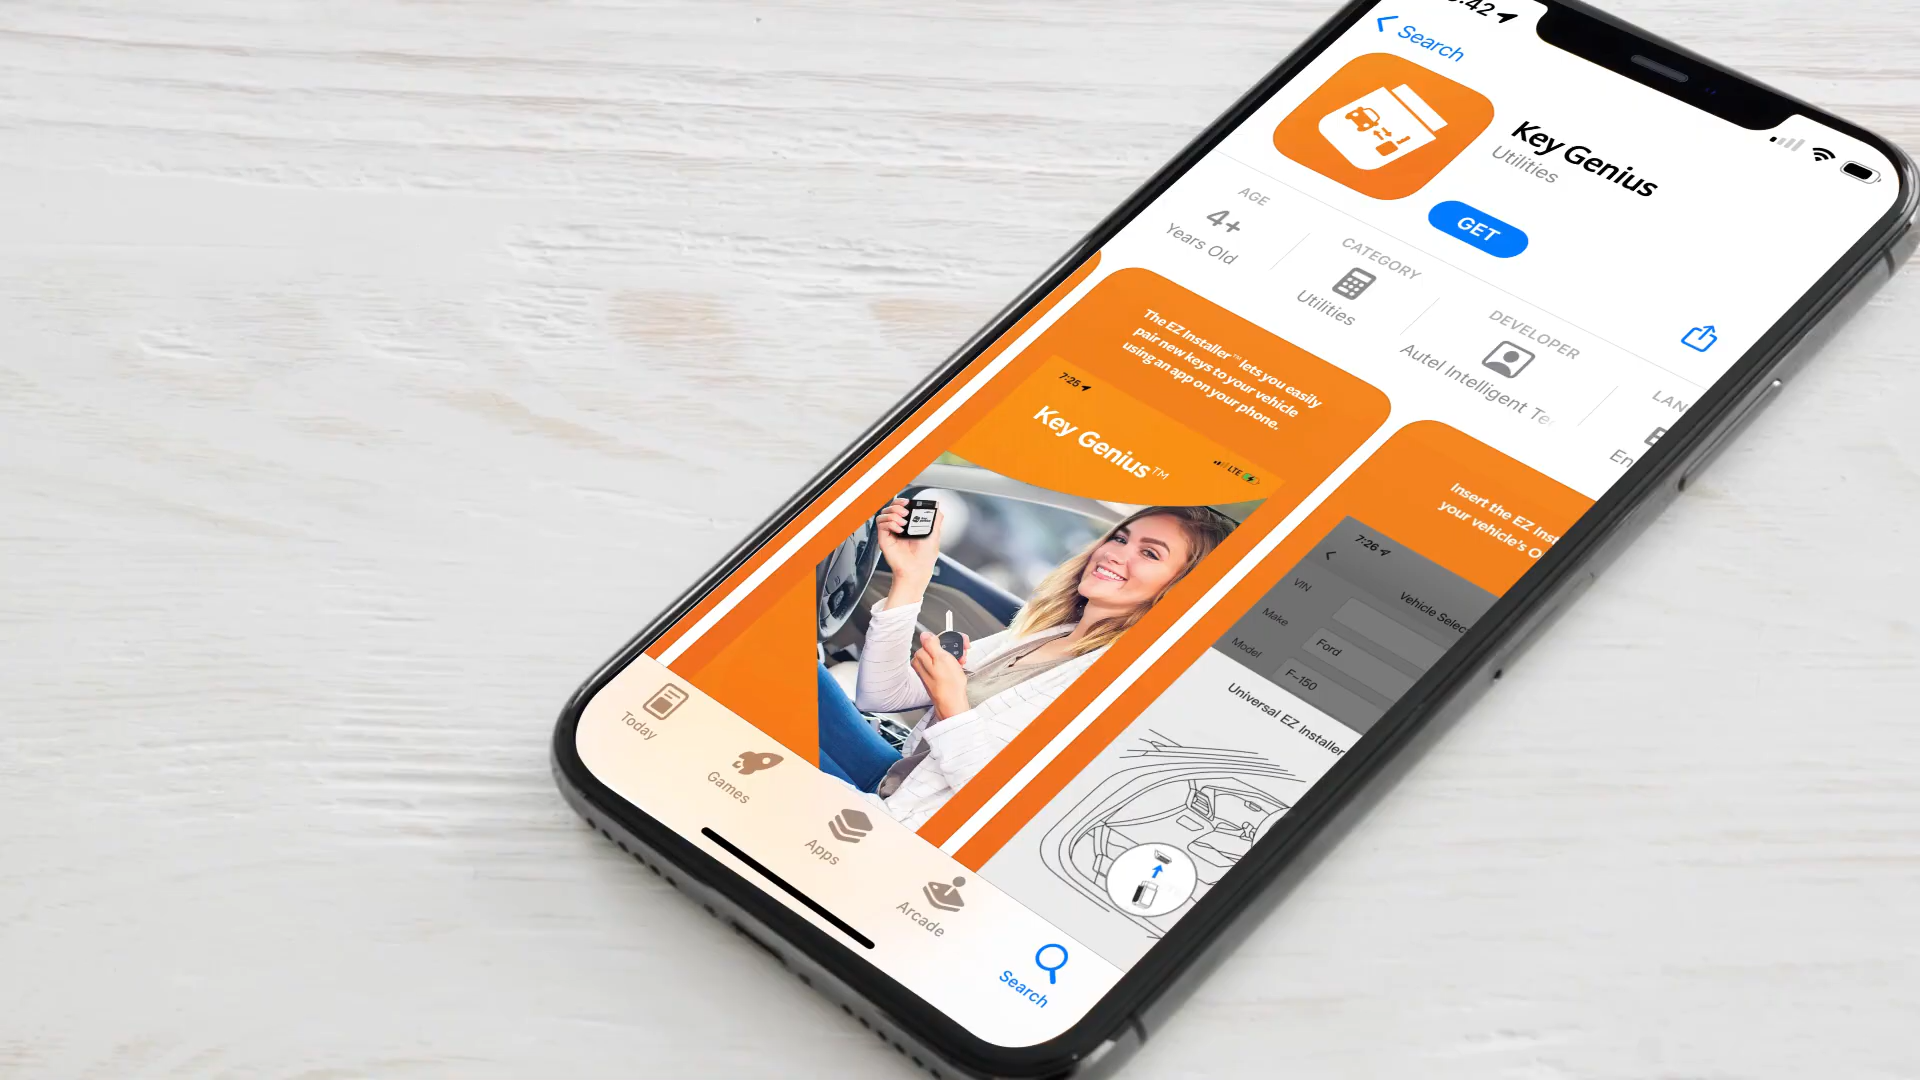 Search
Key Genius
Utilities
GET
AGE
4+
Years Old
CATEGORY
Utilities
DEVELOPER
Autel Intelligent Te
LAN
En
The EZ Installer™ lets you easily
pair new keys to your vehicle
using an app on your phone.
7:26
LTE
Key Genius™
Insert the EZ Inst
your vehicle's O
7:26
Vehicle Selec
VIN
Make
Ford
Model
F-150
Universal EZ Installer
Today
Games
Apps
Arcade
Search